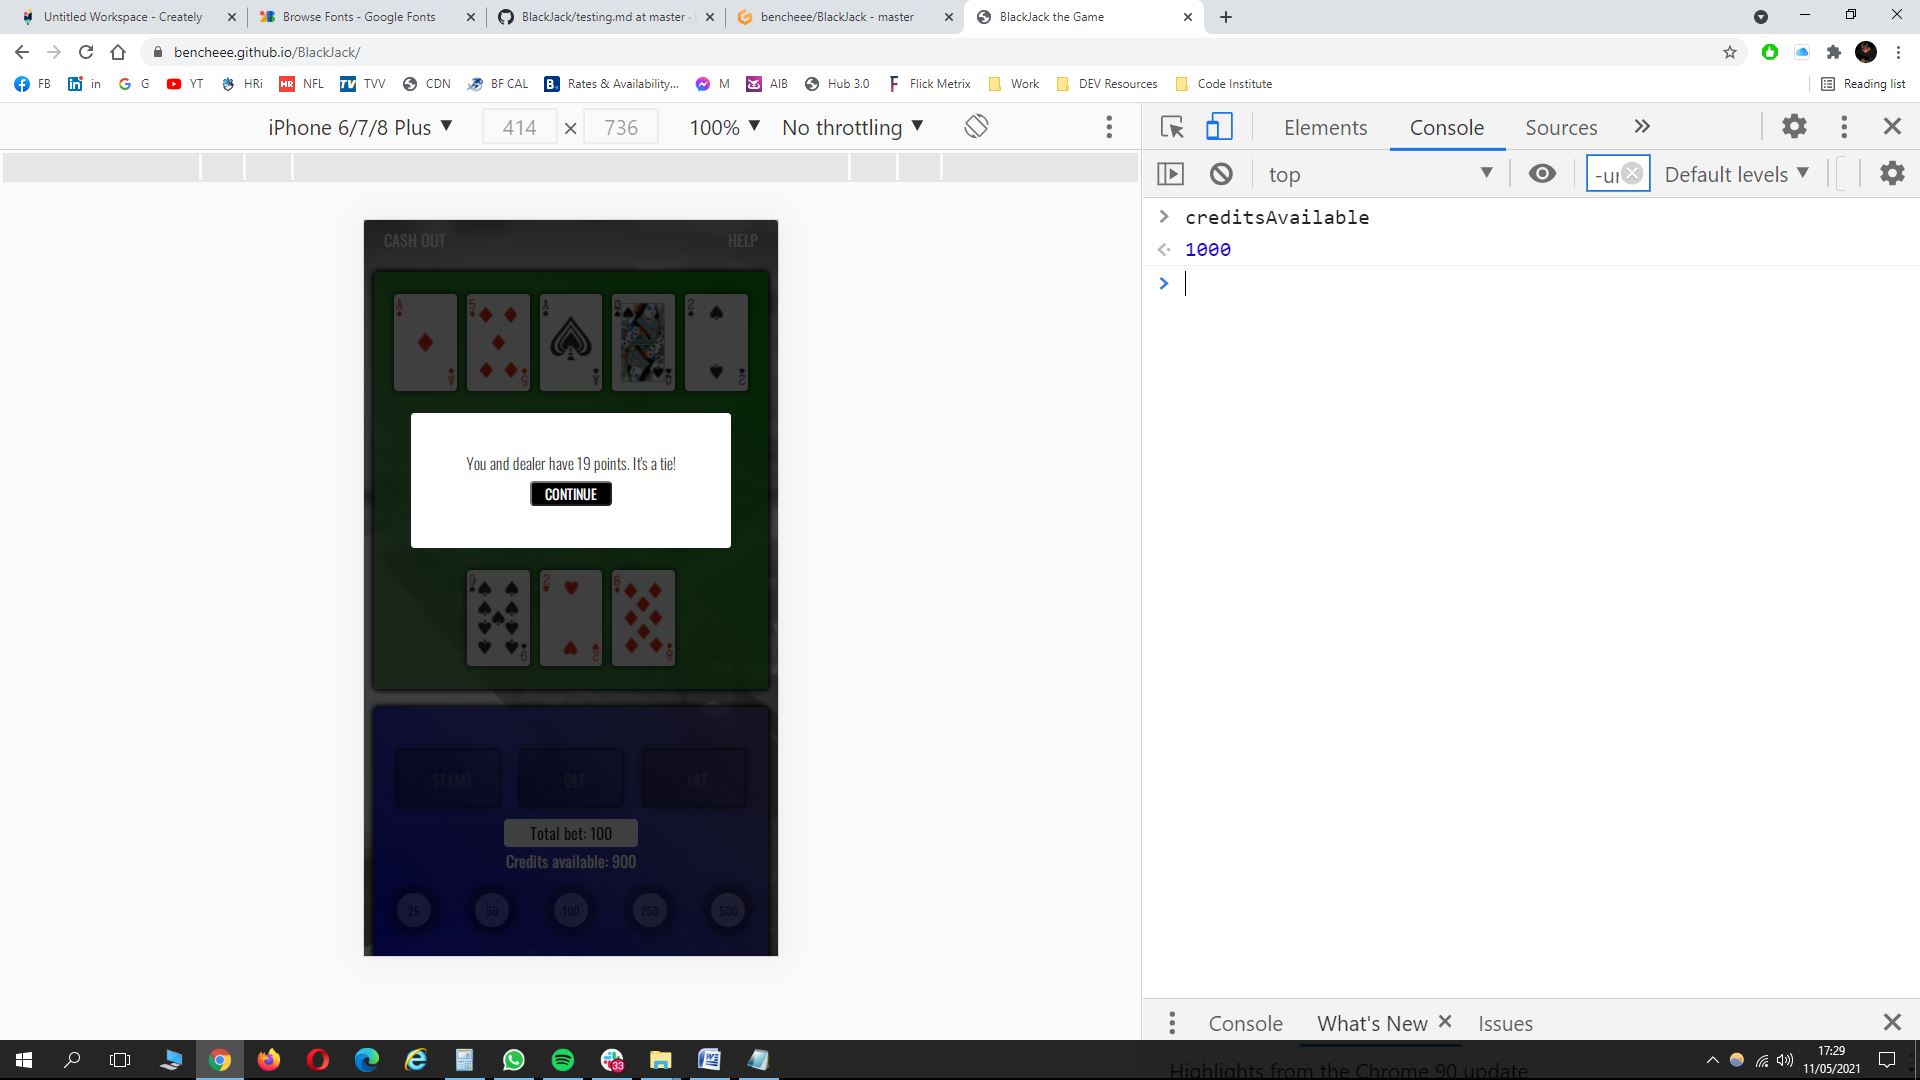 Untitled Workspace - Creately
Browse Fonts - Google Fonts
BlackJack/testing.md at master ·
bencheee/BlackJack - master
BlackJack the Game
bencheee.github.io/BlackJack/
FB
in
G
YT
HRi
NFL
TVV
CDN
BF CAL
Rates & Availability...
M
AIB
Hub 3.0
Flick Metrix
Work
DEV Resources
Code Institute
Reading list
iPhone 6/7/8 Plus
414 × 736
100%
No throttling
Elements
Console
Sources
top
Default levels
creditsAvailable
1000
CASH OUT
HELP
You and dealer have 19 points. It's a tie!
CONTINUE
STAND
BET
HIT
Total bet: 100
Credits available: 900
25
50
100
250
500
Console
What's New
Issues
Highlights from the Chrome 90 update
33
17:29
11/05/2021